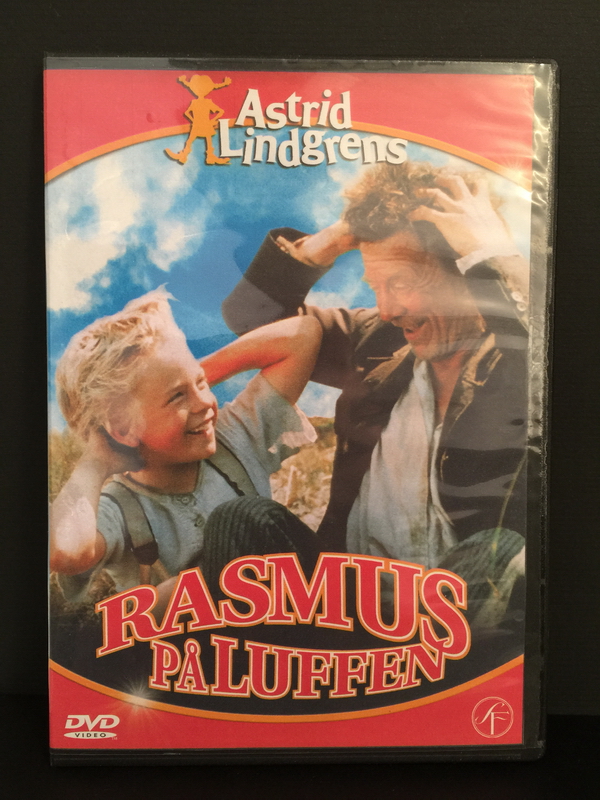 Astrid
Lindgrens
RASMUS
PÅ LUFFEN
DVD
VIDEO
SF